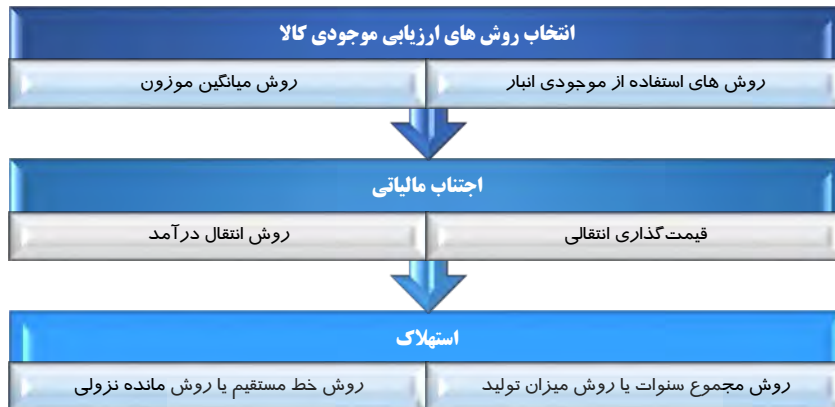 انتخاب روش های ارزیابی موجودی کالا
روش های استفاده از موجودی انبار
روش میانگین موزون
اجتناب مالیاتی
قیمت‌گذاری انتقالی
روش انتقال درآمد
استهلاک
روش مجموع سنوات یا روش میزان تولید
روش خط مستقیم یا روش مانده نزولی